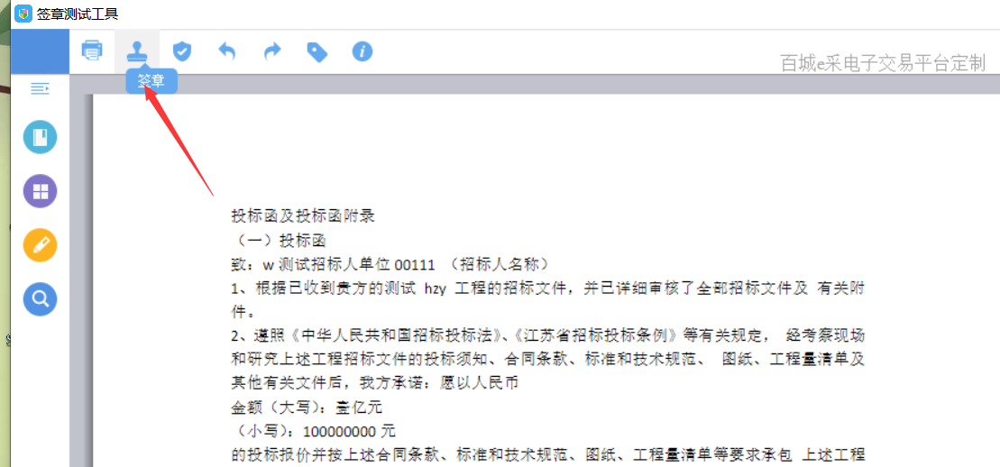 签章测试工具
百城e采电子交易平台定制
签章
投标函及投标函附录
（一）投标函
致：w 测试招标人单位 00111 （招标人名称）
1、根据已收到贵方的测试 hzy 工程的招标文件，并已详细审核了全部招标文件及 有关附
件。
2、遵照《中华人民共和国招标投标法》、《江苏省招标投标条例》等有关规定， 经考察现场
和研究上述工程招标文件的投标须知、合同条款、标准和技术规范、 图纸、工程量清单及
其他有关文件后，我方承诺：愿以人民币
金额（大写）：壹亿元
（小写）：100000000 元
的投标报价并按上述合同条款、标准和技术规范、图纸、工程量清单等要求承包 上述工程